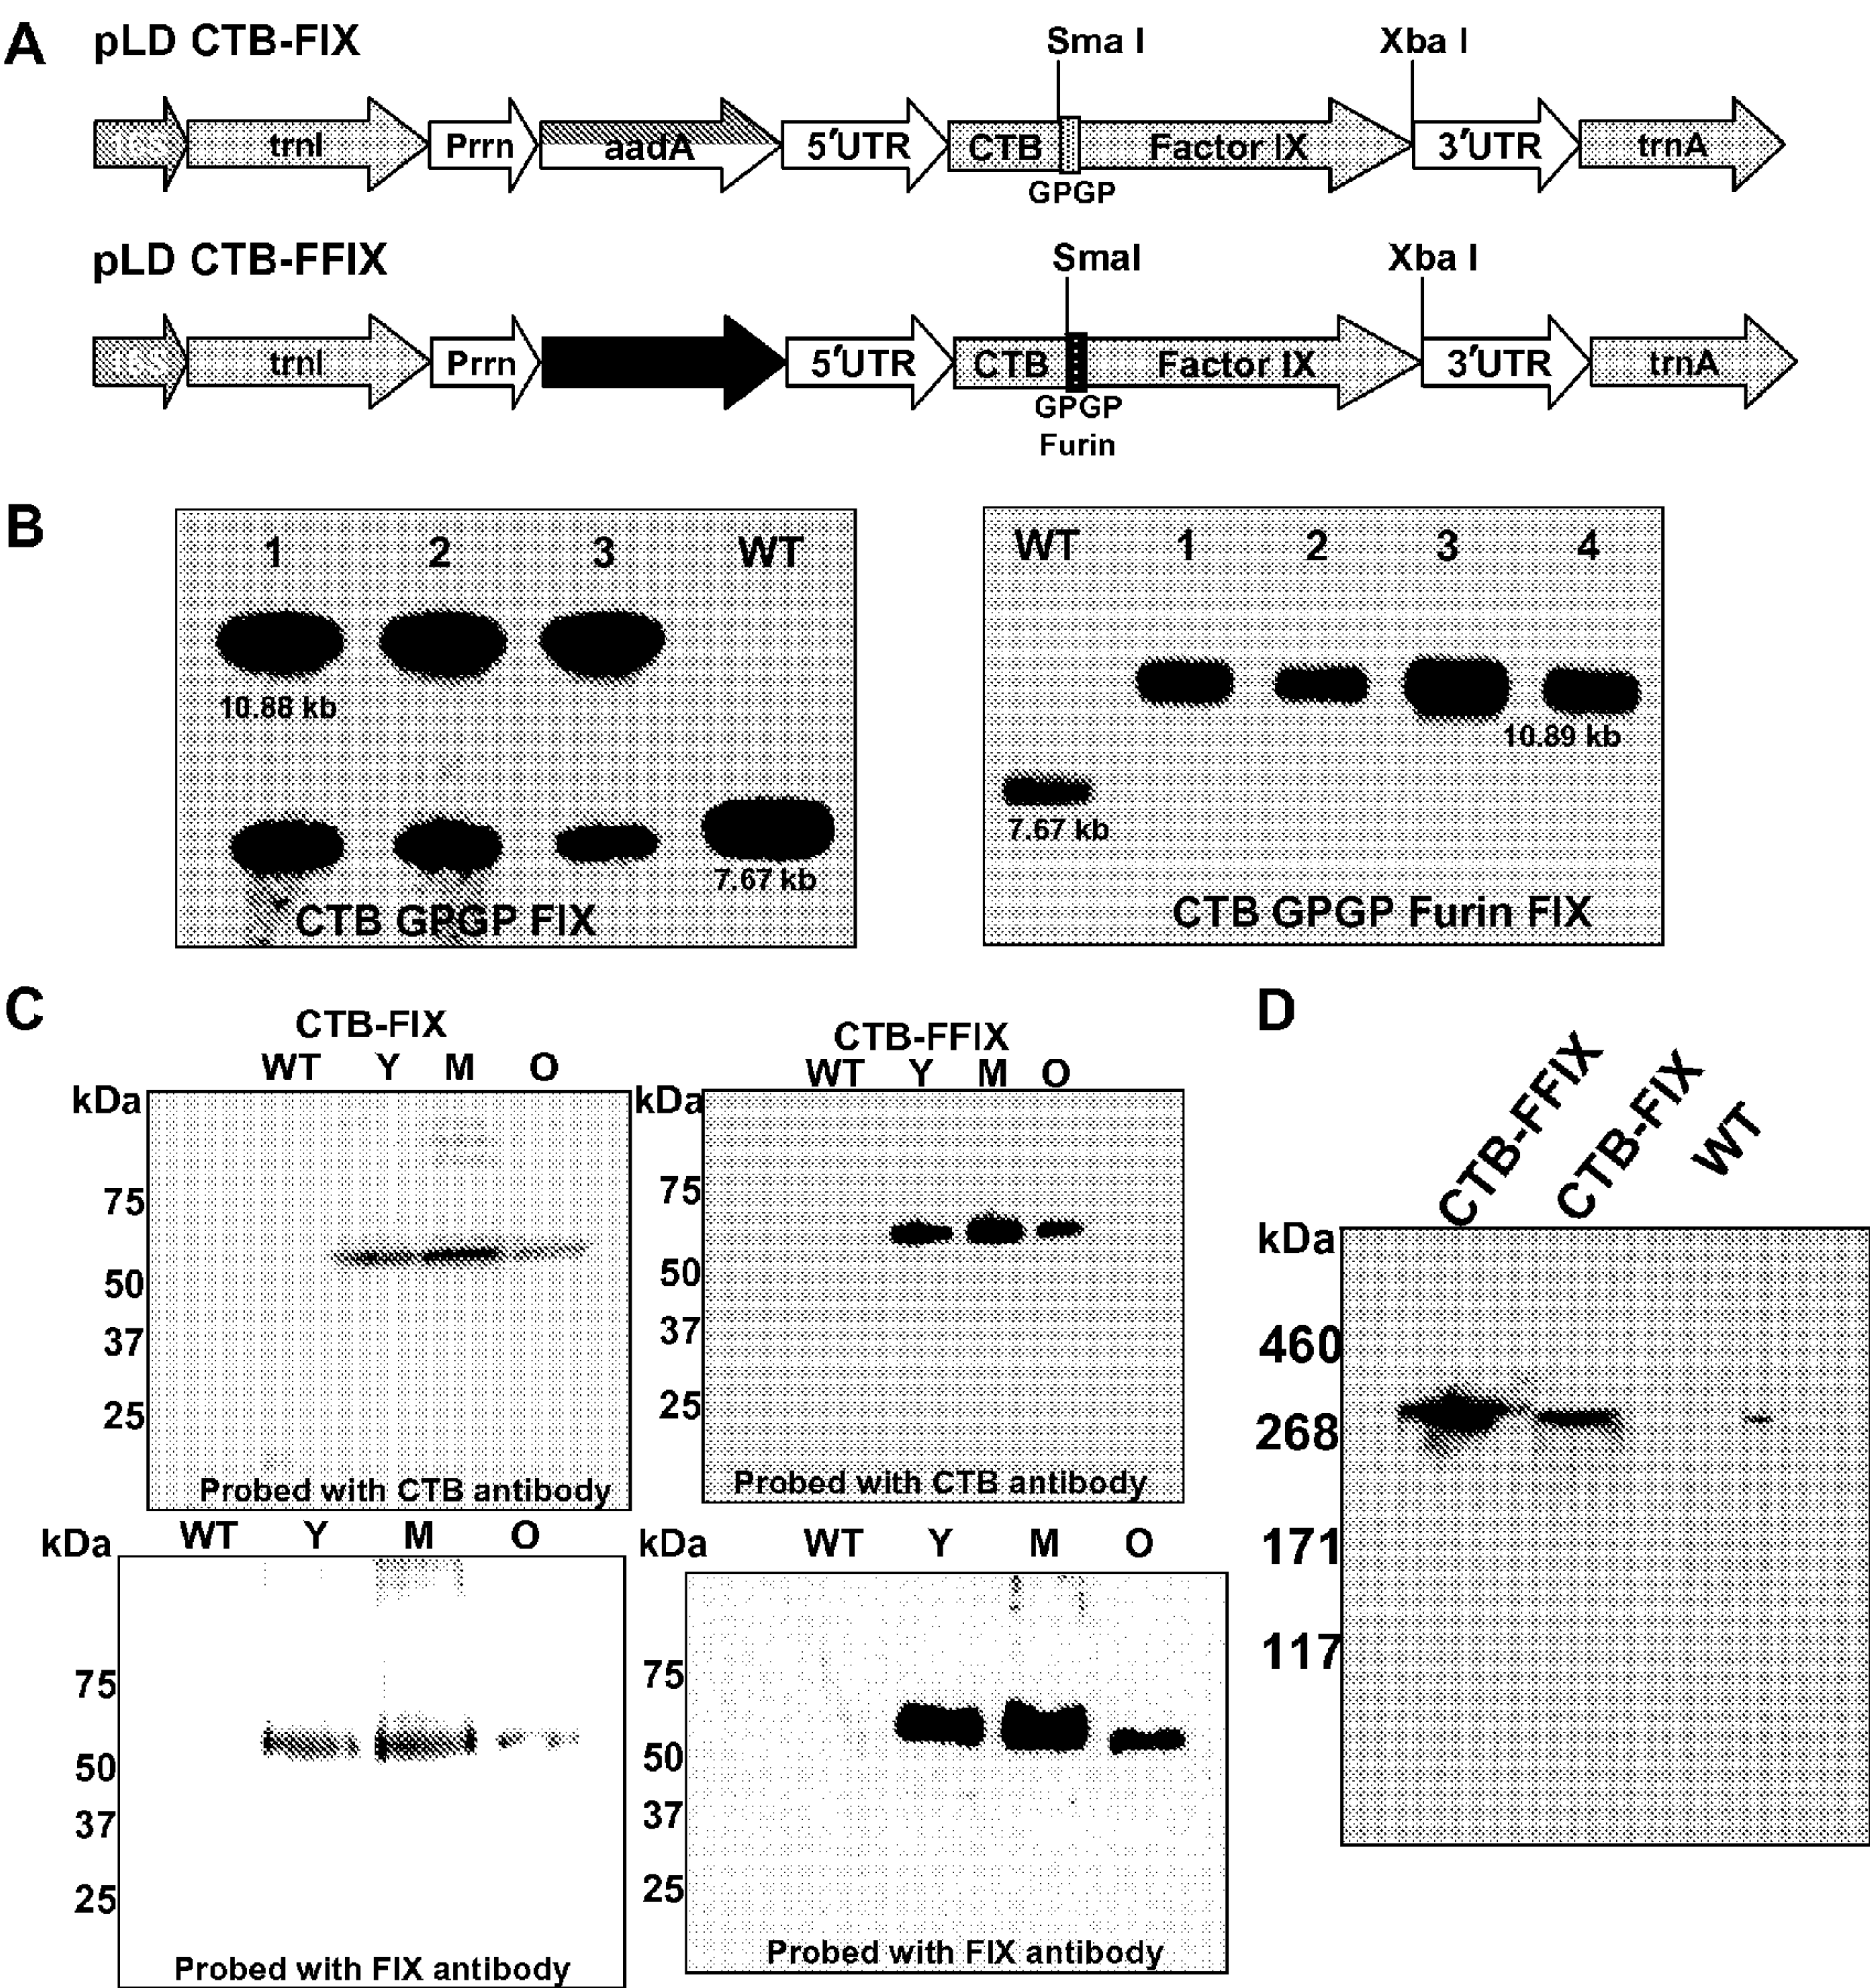 A
pLD CTB-FIX
Sma I
Xba I
16S
trnI
Prrn
aadA
5′UTR
CTB
Factor IX
3′UTR
trnA
GPGP
pLD CTB-FFIX
SmaI
Xba I
16S
trnI
Prrn
5′UTR
CTB
Factor IX
3′UTR
trnA
GPGP
Furin
B
1 2 3 WT
10.88 kb
7.67 kb
CTB GPGP FIX
WT 1 2 3 4
10.89 kb
7.67 kb
CTB GPGP Furin FIX
C
CTB-FIX
WT Y M O
kDa
75
50
37
25
Probed with CTB antibody
CTB-FFIX
WT Y M O
kDa
75
50
37
25
Probed with CTB antibody
WT Y M O
kDa
75
50
37
25
Probed with FIX antibody
WT Y M O
kDa
75
50
37
25
Probed with FIX antibody
D
CTB-FFIX
CTB-FIX
WT
kDa
460
268
171
117